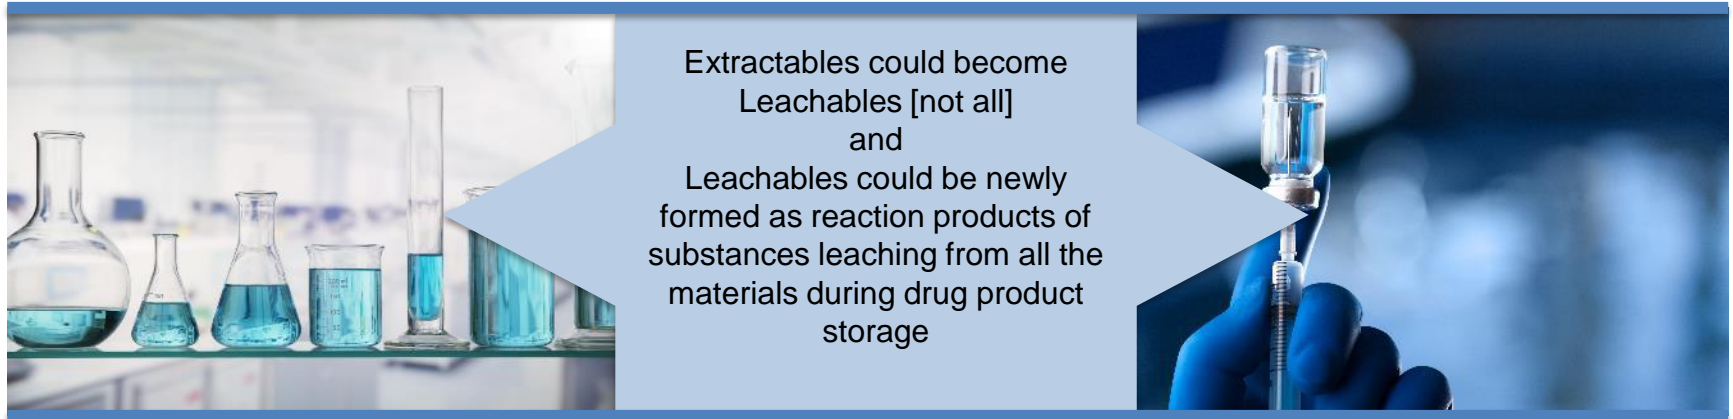 Extractables could become
Leachables [not all]
and
Leachables could be newly
formed as reaction products of
substances leaching from all the
materials during drug product
storage